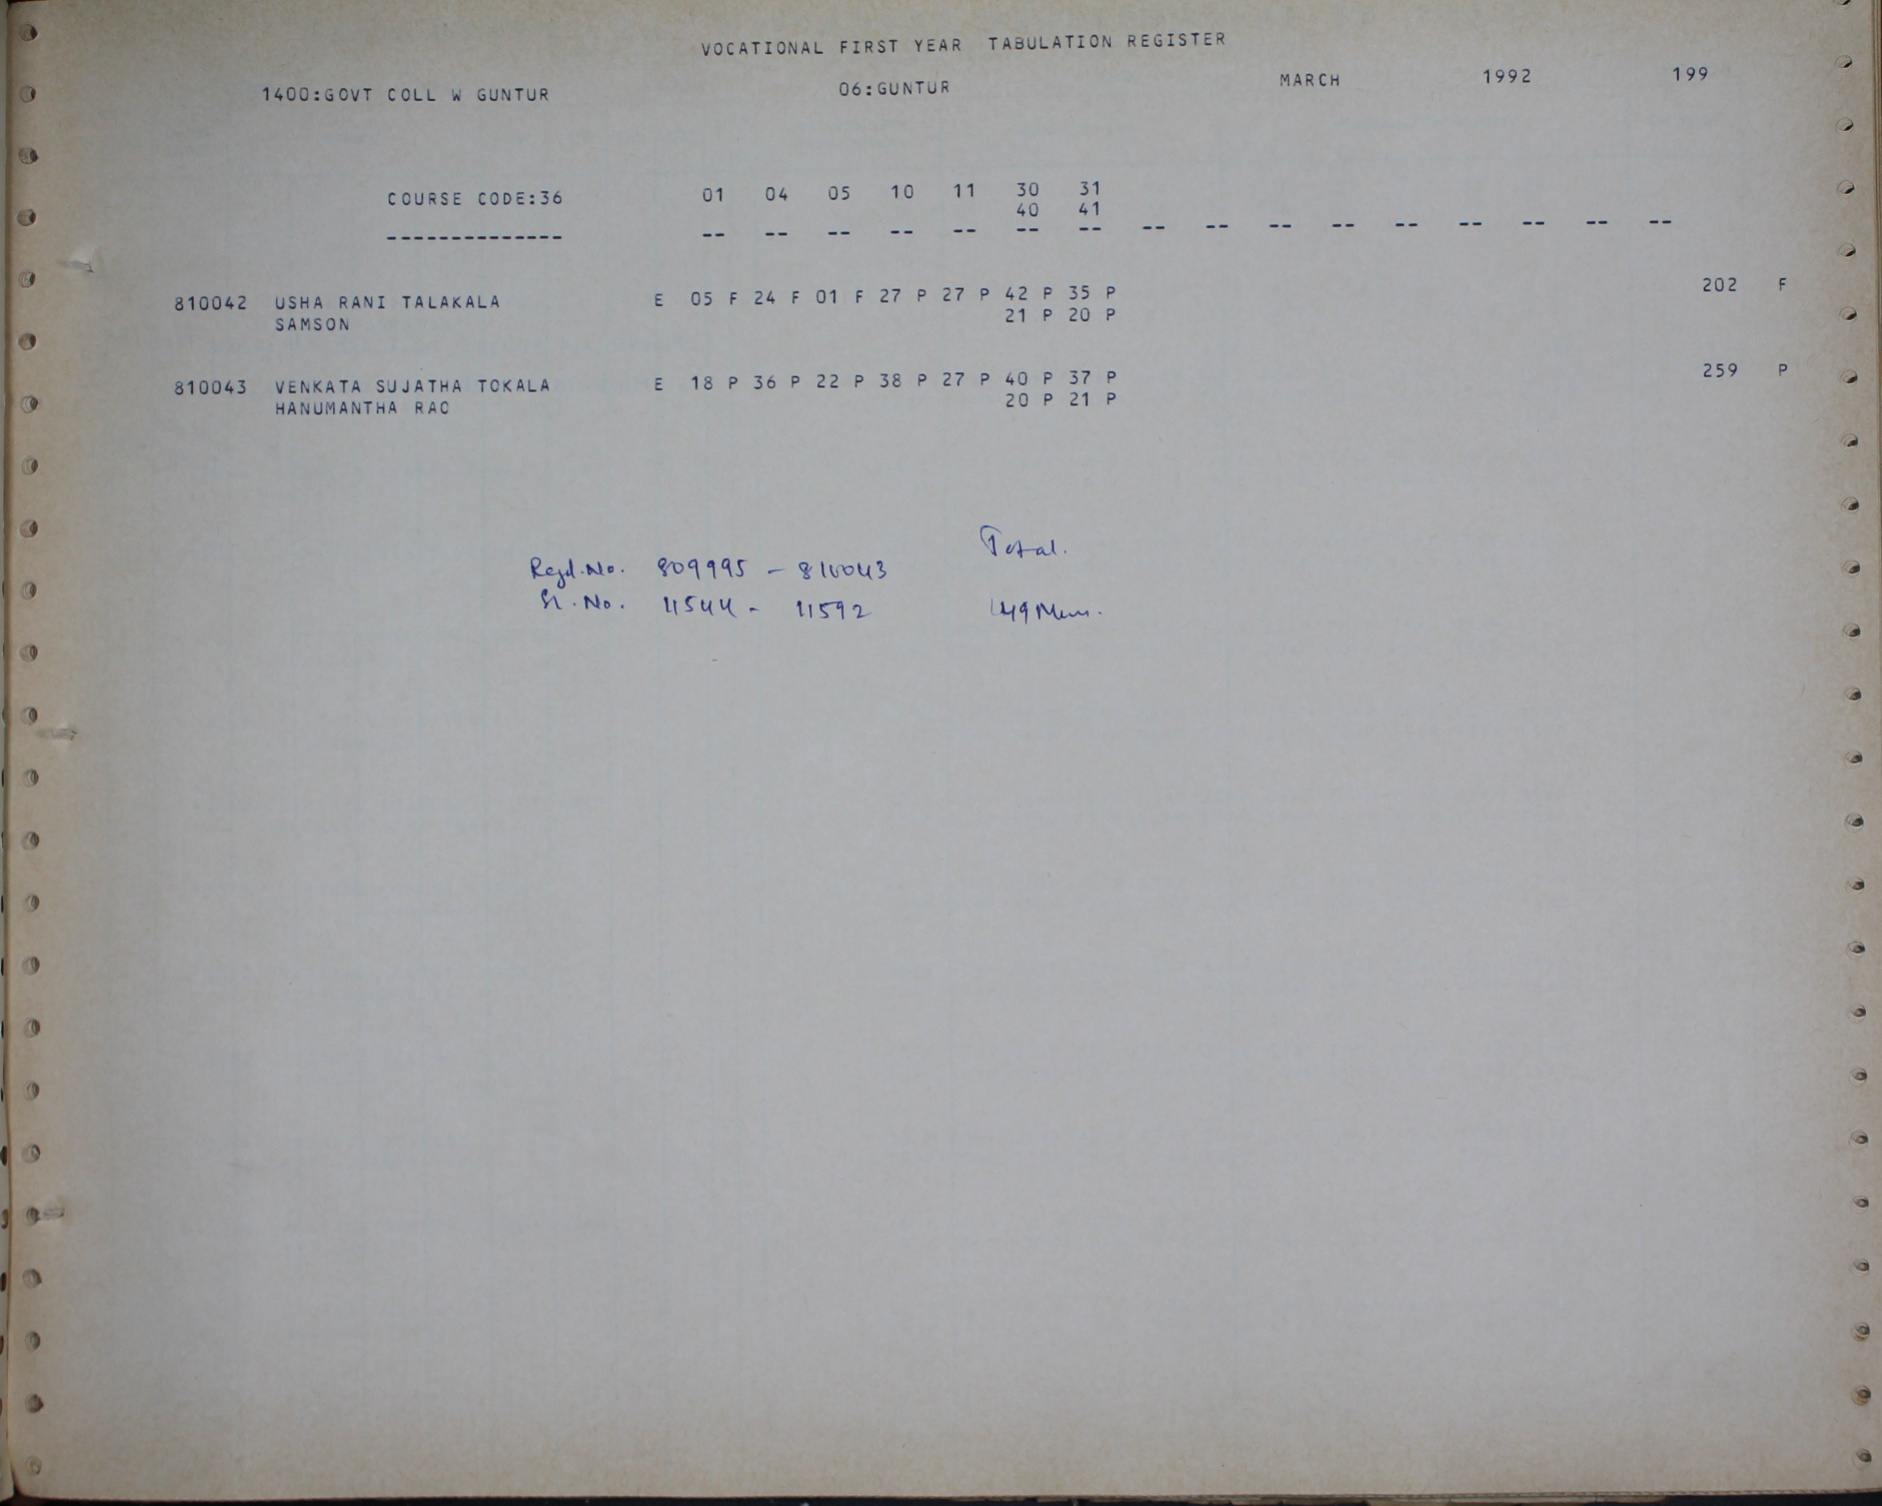 VOCATIONAL FIRST YEAR TABULATION REGISTER
1400:GOVT COLL W GUNTUR 06:GUNTUR MARCH 1992 199
COURSE CODE:36 01 04 05 10 11 30 31
40 41
-------------- -- -- -- -- -- -- -- -- -- -- -- -- -- -- -- --
810042 USHA RANI TALAKALA E 05 F 24 F 01 F 27 P 27 P 42 P 35 P 202 F
SAMSON 21 P 20 P
810043 VENKATA SUJATHA TOKALA E 18 P 36 P 22 P 38 P 27 P 40 P 37 P 259 P
HANUMANTHA RAO 20 P 21 P
Total.
Regd.No. 809995 - 810043
Sl.No. 11544 - 11592